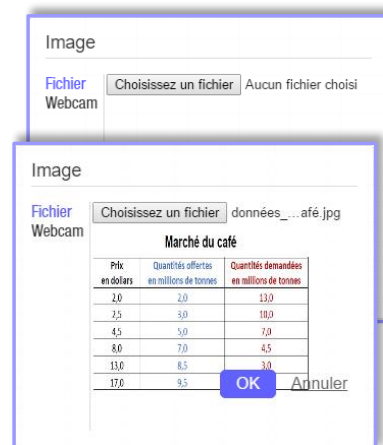 Image
Fichier Choisissez un fichier Aucun fichier choisi
Webcam
Image
Fichier Choisissez un fichier données_...afé.jpg
Webcam
Marché du café
Prix Quantités offertes Quantités demandées
en dollars en millions de tonnes en millions de tonnes
2,0 2,0 13,0
2,5 3,0 10,0
4,5 5,0 7,0
8,0 7,0 4,5
13,0 8,5 3,0
17,0 9,5
OK Annuler